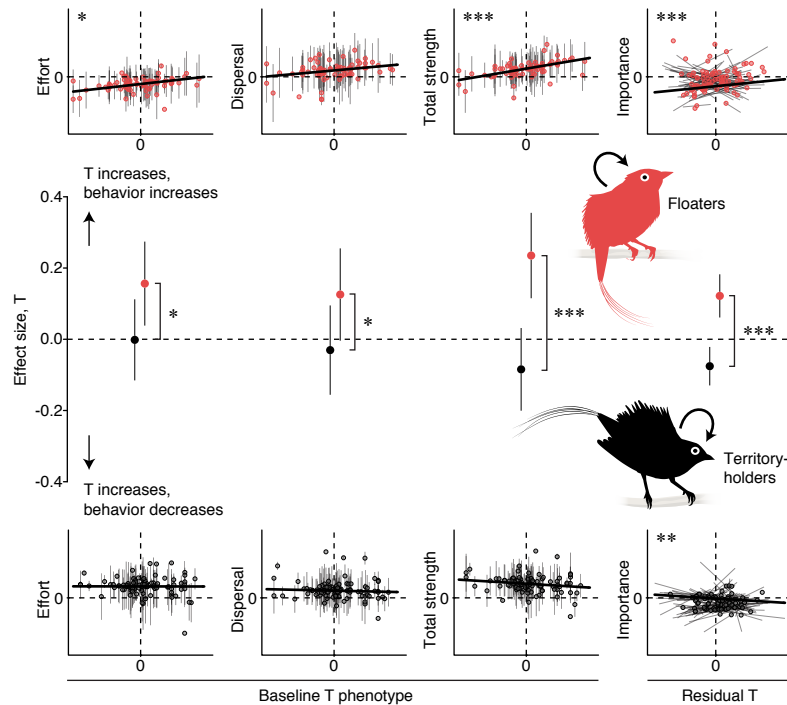 *
***
***
Effort
0
0
Dispersal
0
0
Total strength
0
0
Importance
0
0
T increases,
behavior increases
Floaters
Effect size, T
0.4
0.2
0.0
-0.2
-0.4
*
*
***
***
Territory-
holders
T increases,
behavior decreases
**
Effort
0
0
Dispersal
0
0
Total strength
0
0
Importance
0
0
Baseline T phenotype
Residual T